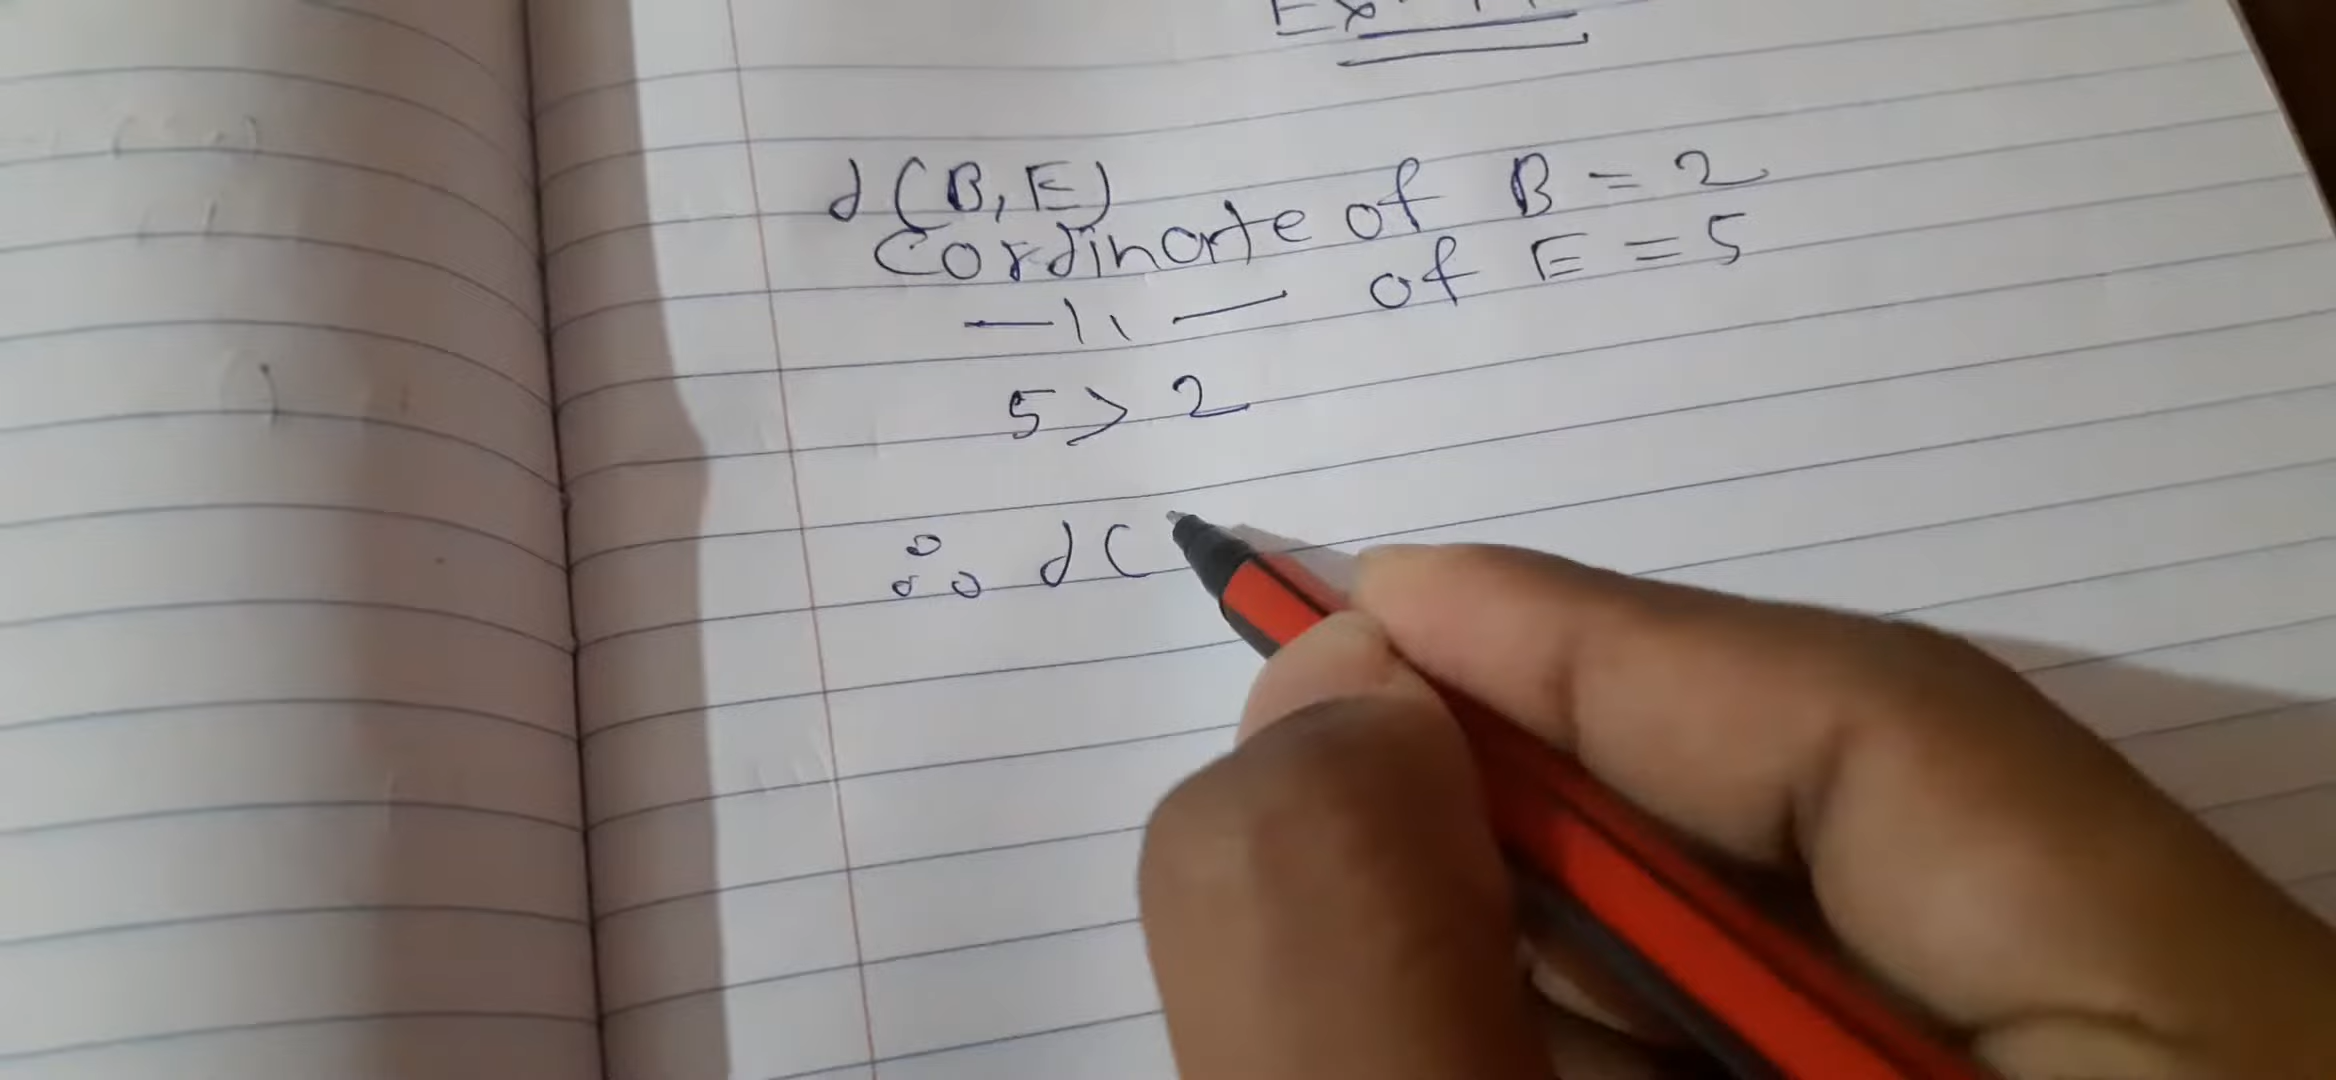 d(B,E)
Cordinate of B = 2
—11— of E = 5
5 > 2
∴ d(